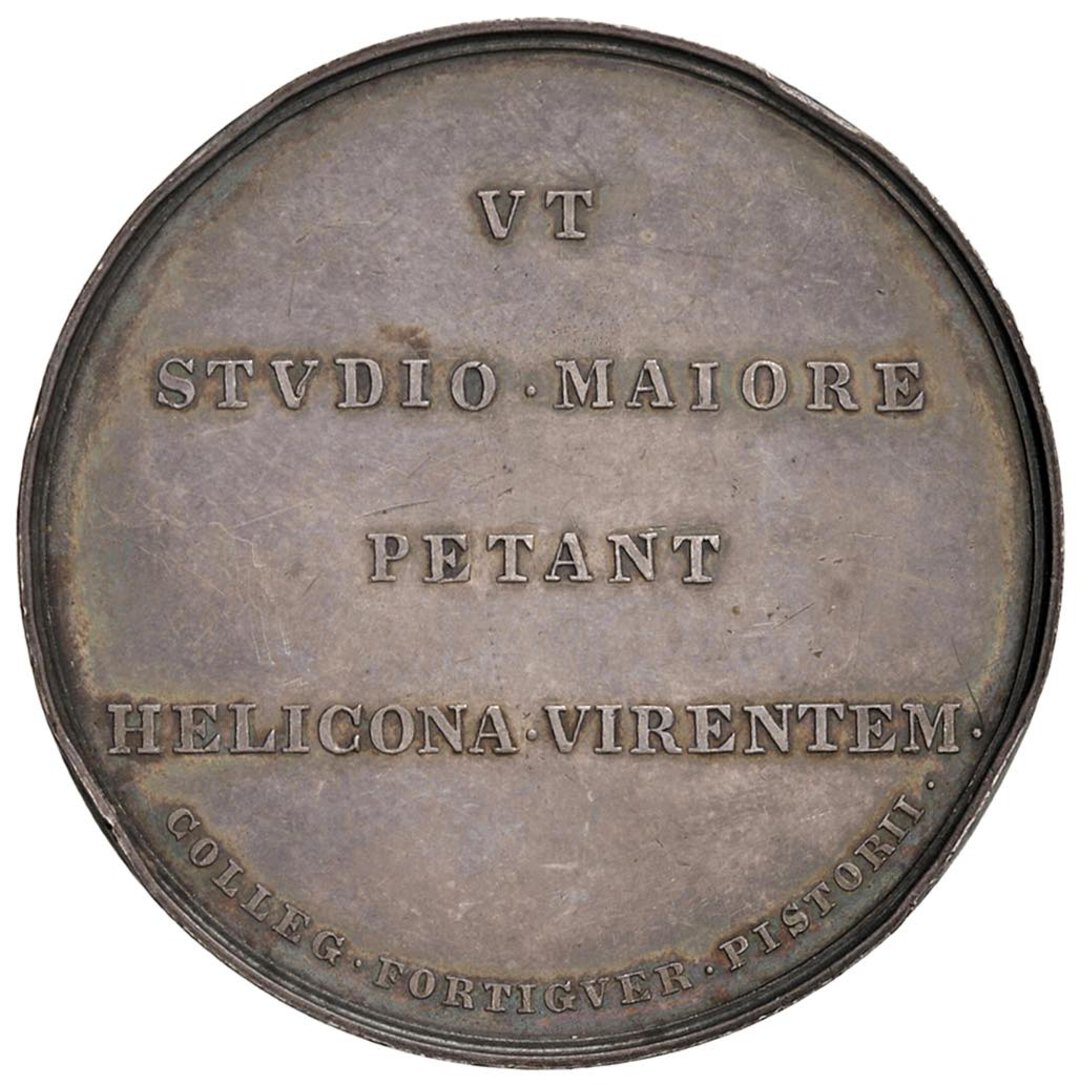 VT
STVDIO · MAIORE
PETANT
HELICONA · VIRENTEM ·
COLLEG · FORTIGVER · PISTORII ·